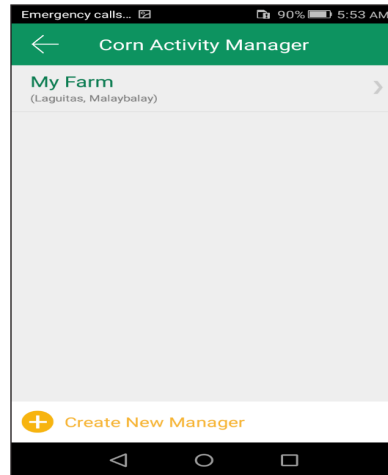 Emergency calls... 90% 5:53 AM
Corn Activity Manager
My Farm
(Laguitas, Malaybalay)
Create New Manager